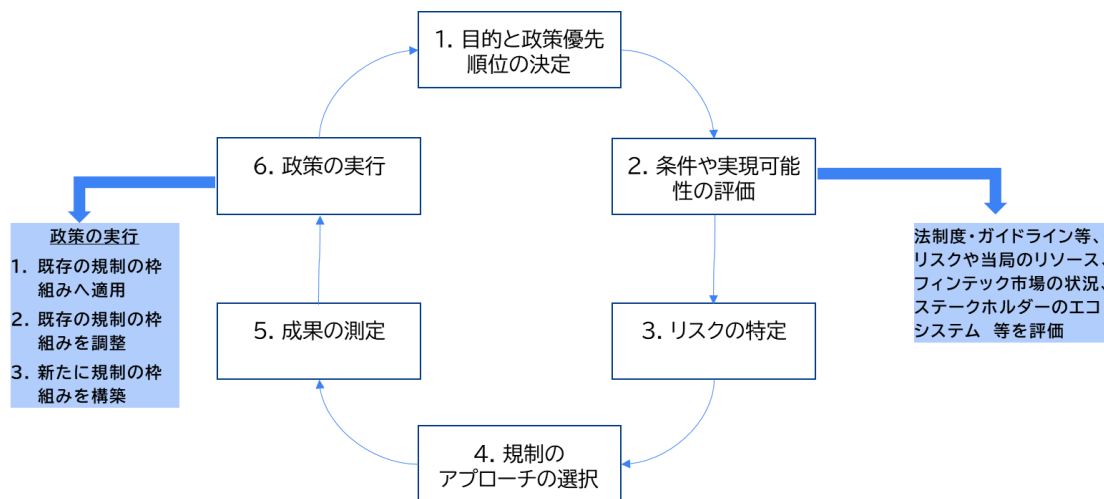 1. 目的と政策優先
順位の決定
2. 条件や実現可能
性の評価
3. リスクの特定
4. 規制の
アプローチの選択
5. 成果の測定
6. 政策の実行
政策の実行
1. 既存の規制の枠
組みへ適用
2. 既存の規制の枠
組みを調整
3. 新たに規制の枠
組みを構築
法制度・ガイドライン等、
リスクや当局のリソース、
フィンテック市場の状況、
ステークホルダーのエコ
システム 等を評価